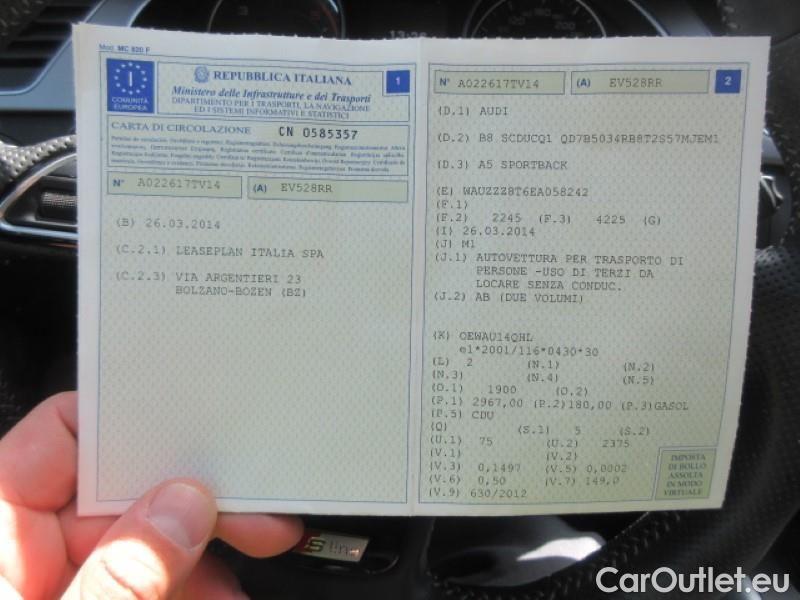 Mod. MC 820 F
I
COMUNITÀ
EUROPEA
REPUBBLICA ITALIANA
1
Ministero delle Infrastrutture e dei Trasporti
DIPARTIMENTO PER I TRASPORTI, LA NAVIGAZIONE
ED I SISTEMI INFORMATIVI E STATISTICI
CARTA DI CIRCOLAZIONE CN 0585357
N° A022617TV14 (A) EV528RR
(B) 26.03.2014
(C.2.1) LEASEPLAN ITALIA SPA
(C.2.3) VIA ARGENTIERI 23
BOLZANO-BOZEN (BZ)
N° A022617TV14 (A) EV528RR 2
(D.1) AUDI
(D.2) B8 SCDUCQ1 QD7B5034RB8T2S57MJEM1
(D.3) A5 SPORTBACK
(E) WAUZZZ8T6EA058242
(F.1)
(F.2) 2245 (F.3) 4225 (G)
(I) 26.03.2014
(J) M1
(J.1) AUTOVETTURA PER TRASPORTO DI
PERSONE -USO DI TERZI DA
LOCARE SENZA CONDUC.
(J.2) AB (DUE VOLUMI)
(K) OEWAU14QHL
e1*2001/116*0430*30
(L) 2 (N.1) (N.2)
(N.3) (N.4) (N.5)
(O.1) 1900 (O.2)
(P.1) 2967,00 (P.2)180,00 (P.3)GASOL
(P.5) CDU
(Q) (S.1) 5 (S.2)
(U.1) 75 (U.2) 2375
(V.1) (V.2)
(V.3) 0,1497 (V.5) 0,0002
(V.6) 0,50 (V.7) 149,0
(V.9) 630/2012
IMPOSTA
DI BOLLO
ASSOLTA
IN MODO
VIRTUALE
S line
CarOutlet.eu